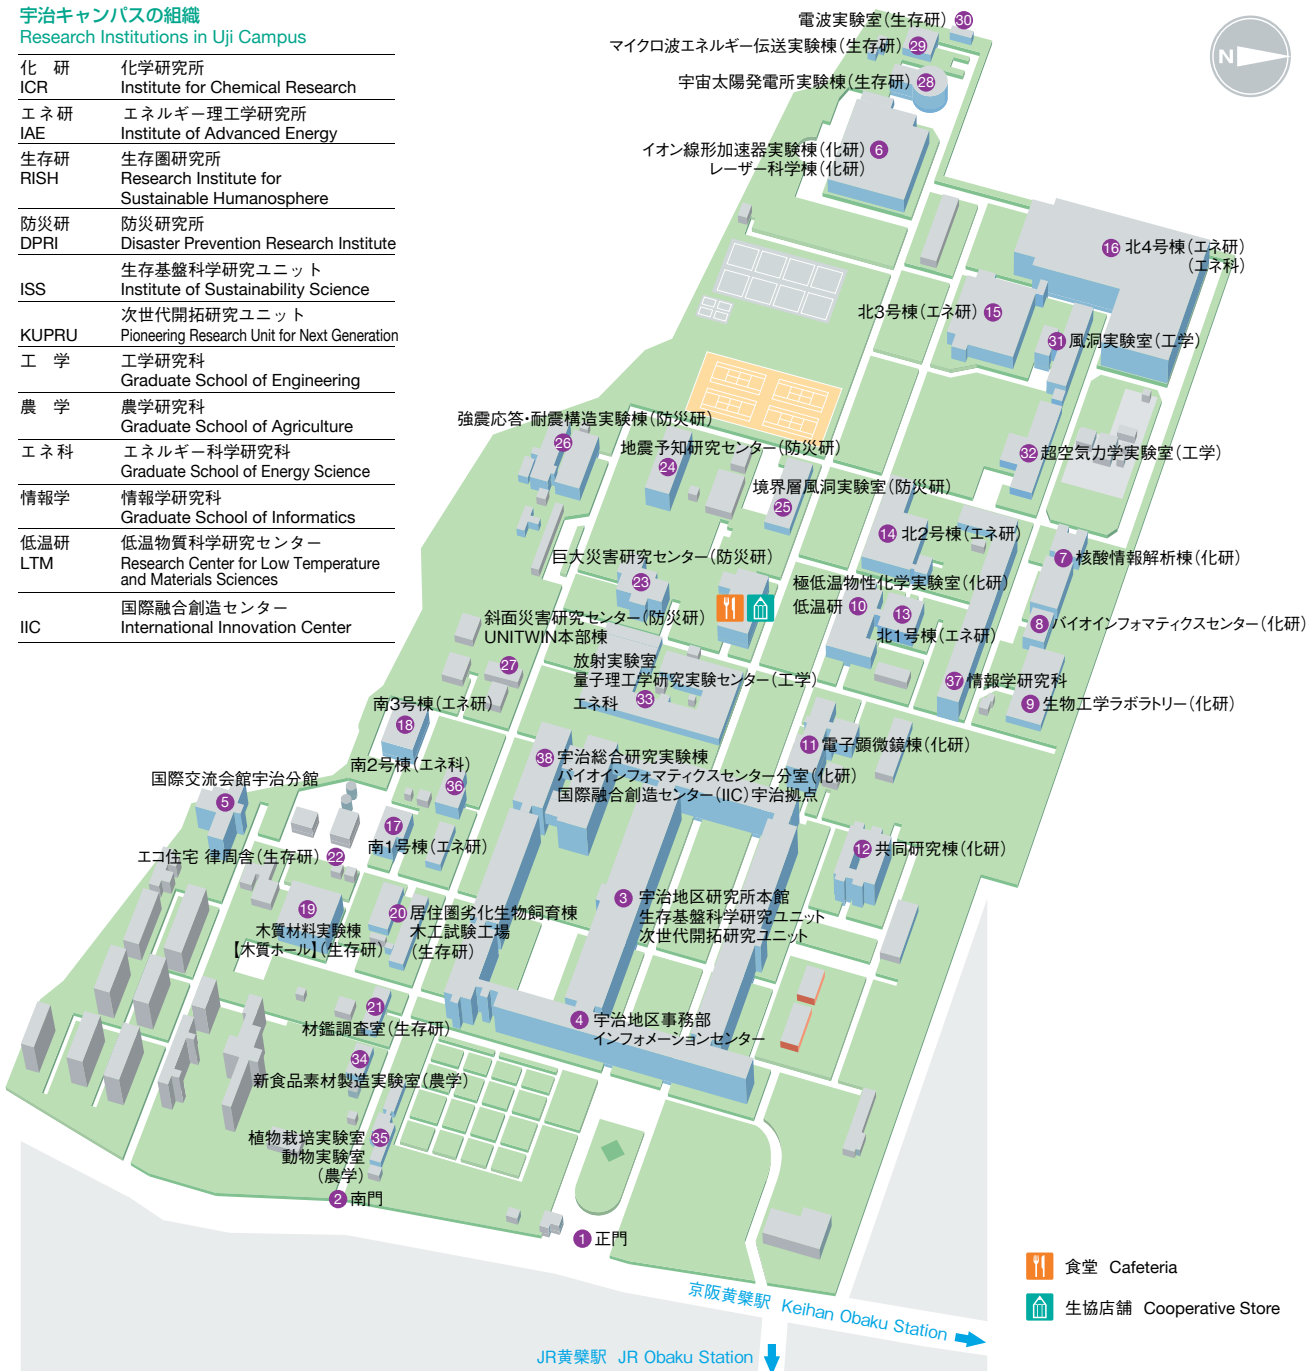 宇治キャンパスの組織
Research Institutions in Uji Campus
化 研 化学研究所
ICR Institute for Chemical Research
エネ研 エネルギー理工学研究所
IAE Institute of Advanced Energy
生存研 生存圏研究所
RISH Research Institute for
Sustainable Humanosphere
防災研 防災研究所
DPRI Disaster Prevention Research Institute
生存基盤科学研究ユニット
ISS Institute of Sustainability Science
次世代開拓研究ユニット
KUPRU Pioneering Research Unit for Next Generation
工 学 工学研究科
Graduate School of Engineering
農 学 農学研究科
Graduate School of Agriculture
エネ科 エネルギー科学研究科
Graduate School of Energy Science
情報学 情報学研究科
Graduate School of Informatics
低温研 低温物質科学研究センター
LTM Research Center for Low Temperature
and Materials Sciences
国際融合創造センター
IIC International Innovation Center
N
電波実験室(生存研) 30
マイクロ波エネルギー伝送実験棟(生存研) 29
宇宙太陽発電所実験棟(生存研) 28
イオン線形加速器実験棟(化研) 6
レーザー科学棟(化研)
16 北4号棟(エネ研)
(エネ科)
北3号棟(エネ研) 15
31 風洞実験室(工学)
強震応答・耐震構造実験棟(防災研)
26
地震予知研究センター(防災研)
24
32 超空気力学実験室(工学)
境界層風洞実験室(防災研)
25
14 北2号棟(エネ研)
巨大災害研究センター(防災研)
23
7 核酸情報解析棟(化研)
極低温物性化学実験室(化研)
低温研 10
13
北1号棟(エネ研)
斜面災害研究センター(防災研)
UNITWIN本部棟
27
8 バイオインフォマティクスセンター(化研)
放射実験室
量子理工学研究実験センター(工学)
エネ科 33
37 情報学研究科
9 生物工学ラボラトリー(化研)
南3号棟(エネ研)
18
11 電子顕微鏡棟(化研)
38 宇治総合研究実験棟
バイオインフォマティクスセンター分室(化研)
国際融合創造センター(IIC)宇治拠点
南2号棟(エネ科)
36
国際交流会館宇治分館
5
17
南1号棟(エネ研)
12 共同研究棟(化研)
エコ住宅 律周舎(生存研) 22
3 宇治地区研究所本館
生存基盤科学研究ユニット
次世代開拓研究ユニット
19
木質材料実験棟
【木質ホール】(生存研)
20 居住圏劣化生物飼育棟
木工試験工場
(生存研)
21
材鑑調査室(生存研)
4 宇治地区事務部
インフォメーションセンター
34
新食品素材製造実験室(農学)
植物栽培実験室 35
動物実験室
(農学)
2 南門
1 正門
食堂 Cafeteria
生協店舗 Cooperative Store
京阪黄檗駅 Keihan Obaku Station
JR黄檗駅 JR Obaku Station